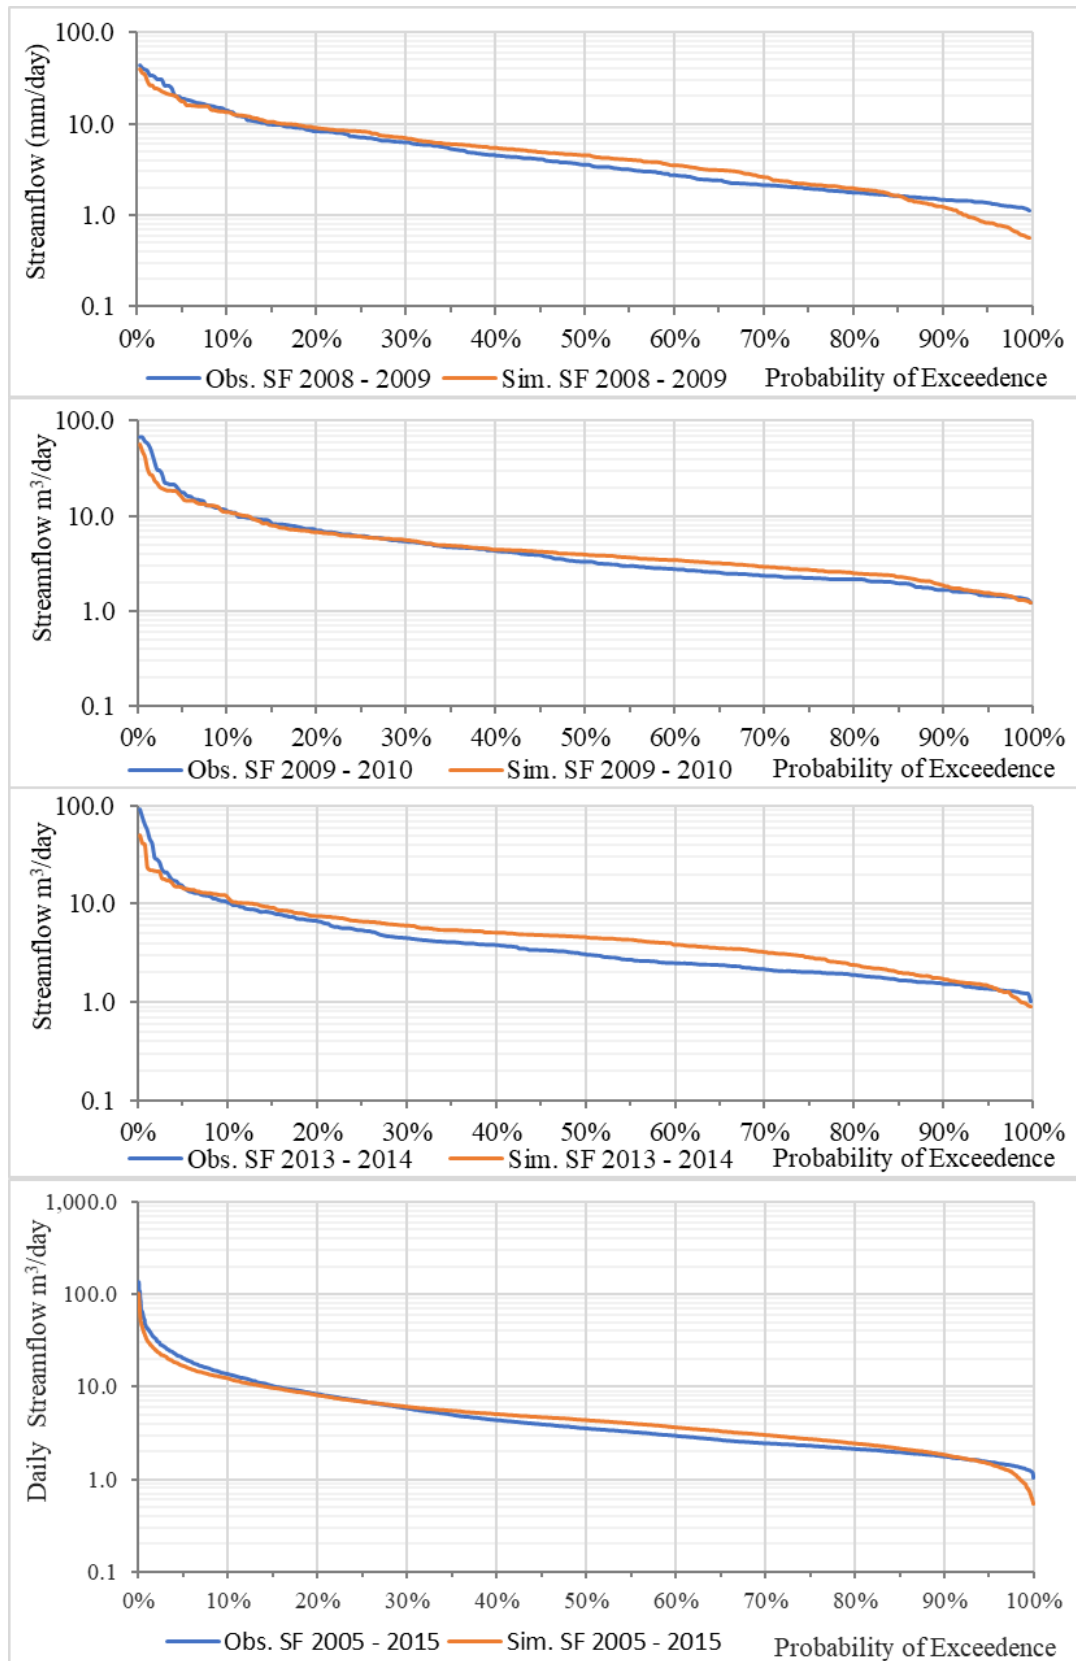 Streamflow (mm/day)
100.0
10.0
1.0
0.1
0% 10% 20% 30% 40% 50% 60% 70% 80% 90% 100%
Obs. SF 2008 - 2009 Sim. SF 2008 - 2009 Probability of Exceedence
Streamflow m³/day
100.0
10.0
1.0
0.1
0% 10% 20% 30% 40% 50% 60% 70% 80% 90% 100%
Obs. SF 2009 - 2010 Sim. SF 2009 - 2010 Probability of Exceedence
Streamflow m³/day
100.0
10.0
1.0
0.1
0% 10% 20% 30% 40% 50% 60% 70% 80% 90% 100%
Obs. SF 2013 - 2014 Sim. SF 2013 - 2014 Probability of Exceedence
Daily Streamflow m³/day
1,000.0
100.0
10.0
1.0
0.1
0% 10% 20% 30% 40% 50% 60% 70% 80% 90% 100%
Obs. SF 2005 - 2015 Sim. SF 2005 - 2015 Probability of Exceedence